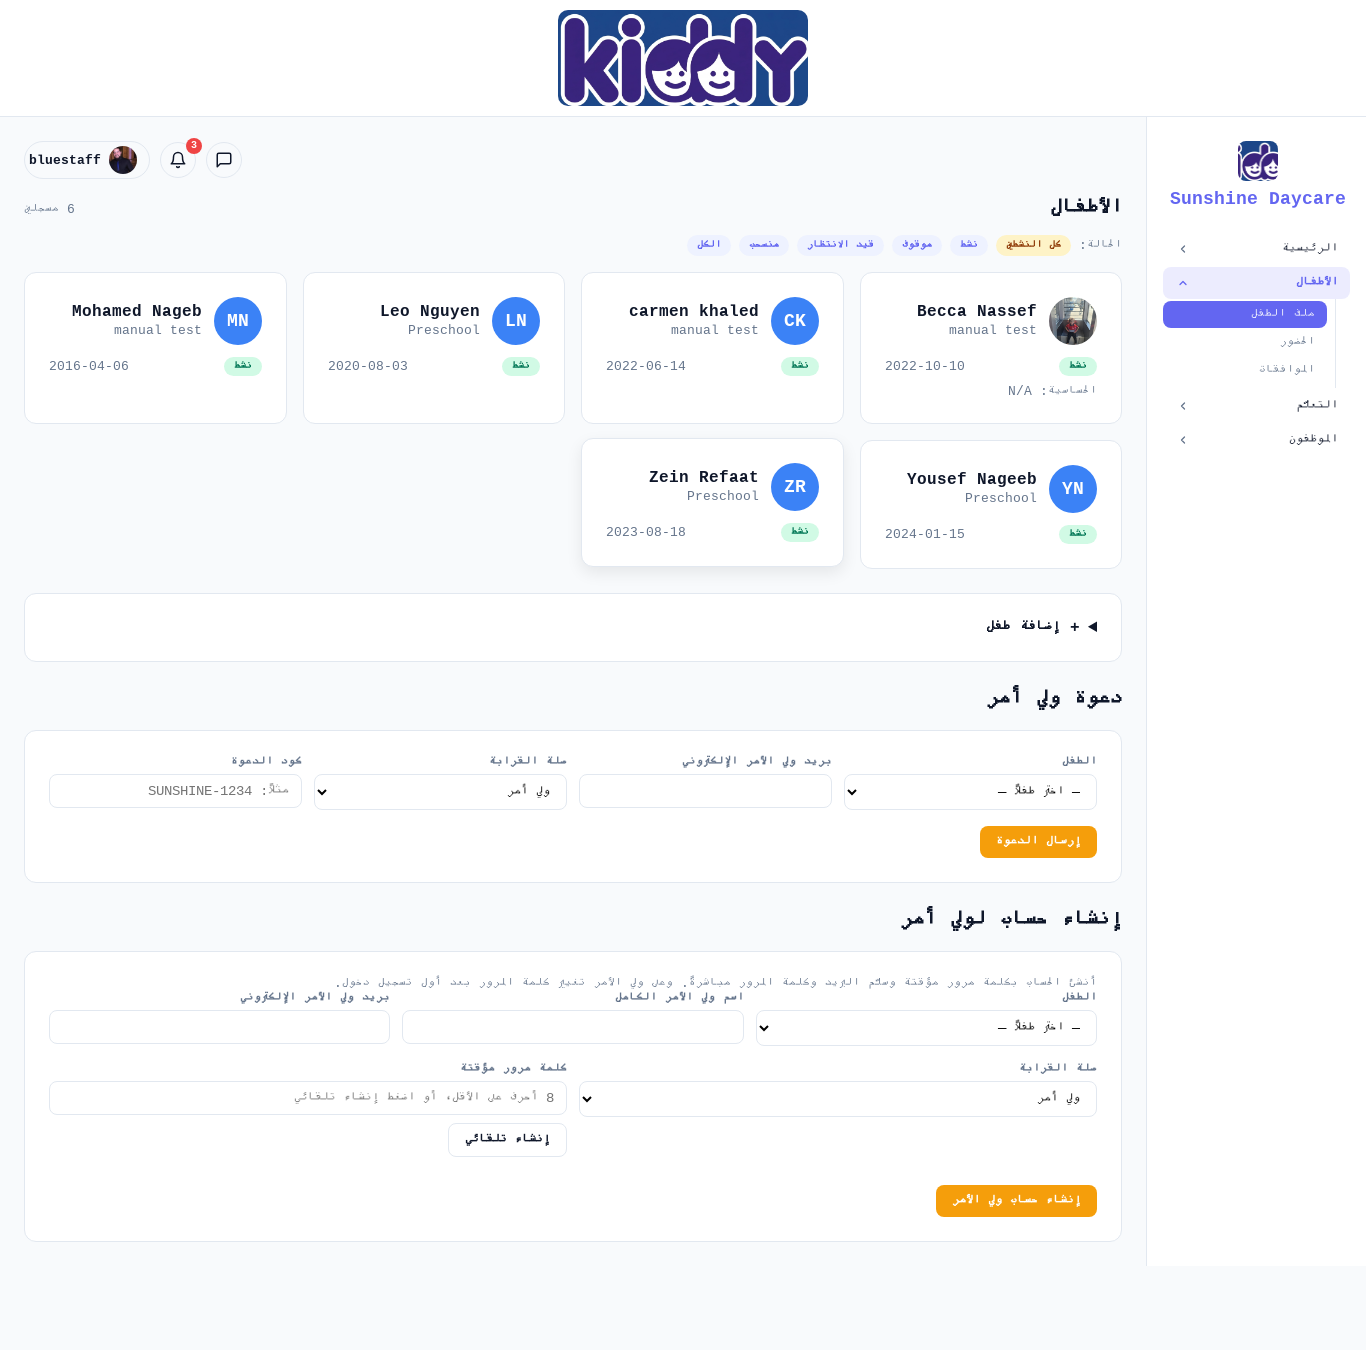 kiddy
Sunshine Daycare
الرئيسية
الأطفال
ملف الطفل
الحضور
الموافقات
التعلّم
الموظفون
bluestaff
3
الأطفال
6 مسجلين
الحالة:
كل النشطين
نشط
موقوف
قيد الانتظار
منسحب
الكل
Becca Nassef
manual test
نشط
2022-10-10
الحساسية: N/A
CK
carmen khaled
manual test
نشط
2022-06-14
LN
Leo Nguyen
Preschool
نشط
2020-08-03
MN
Mohamed Nageb
manual test
نشط
2016-04-06
YN
Yousef Nageeb
Preschool
نشط
2024-01-15
ZR
Zein Refaat
Preschool
نشط
2023-08-18
+ إضافة طفل
دعوة ولي أمر
الطفل
— اختر طفلاً —
بريد ولي الأمر الإلكتروني
صلة القرابة
ولي أمر
كود الدعوة
مثلاً: SUNSHINE-1234
إرسال الدعوة
إنشاء حساب لولي أمر
أنشئ الحساب بكلمة مرور مؤقتة وسلّم البريد وكلمة المرور مباشرةً. وعلى ولي الأمر تغيير كلمة المرور بعد أول تسجيل دخول.
الطفل
— اختر طفلاً —
اسم ولي الأمر الكامل
بريد ولي الأمر الإلكتروني
صلة القرابة
ولي أمر
كلمة مرور مؤقتة
8 أحرف على الأقل، أو اضغط إنشاء تلقائي
إنشاء تلقائي
إنشاء حساب ولي الأمر